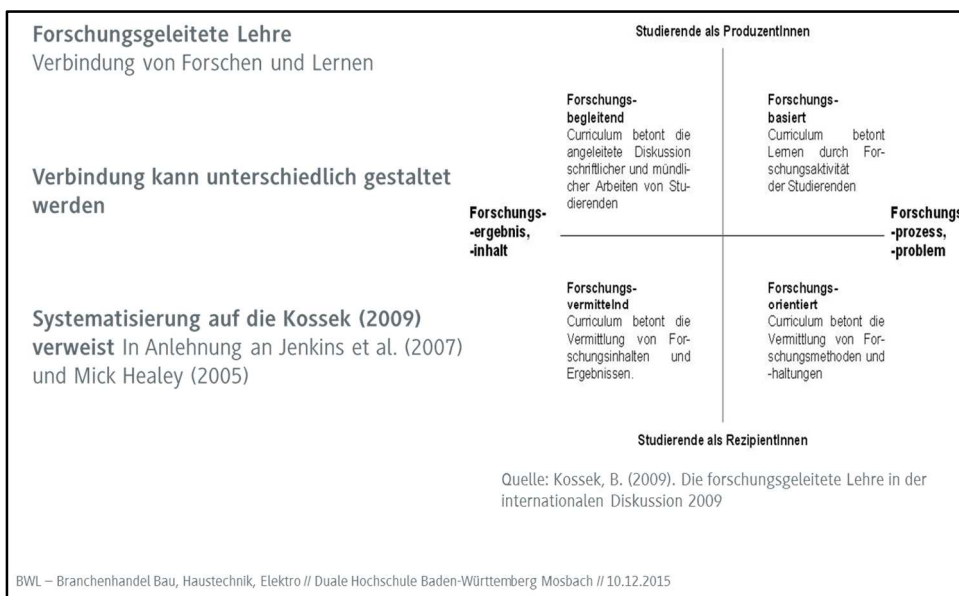 Forschungsgeleitete Lehre
Verbindung von Forschen und Lernen
Verbindung kann unterschiedlich gestaltet
werden
Systematisierung auf die Kossek (2009)
verweist In Anlehnung an Jenkins et al. (2007)
und Mick Healey (2005)
Studierende als ProduzentInnen
Forschungs-
begleitend
Curriculum betont die
angeleitete Diskussion
schriftlicher und mündli-
cher Arbeiten von Stu-
dierenden
Forschungs-
basiert
Curriculum betont
Lernen durch For-
schungsaktivität
der Studierenden
Forschungs-
-ergebnis,
-inhalt
Forschungs
-prozess,
-problem
Forschungs-
vermittelnd
Curriculum betont die
Vermittlung von For-
schungsinhalten und
Ergebnissen.
Forschungs-
orientiert
Curriculum betont die
Vermittlung von For-
schungsmethoden und
-haltungen
Studierende als RezipientInnen
Quelle: Kossek, B. (2009). Die forschungsgeleitete Lehre in der
internationalen Diskussion 2009
BWL – Branchenhandel Bau, Haustechnik, Elektro // Duale Hochschule Baden-Württemberg Mosbach // 10.12.2015